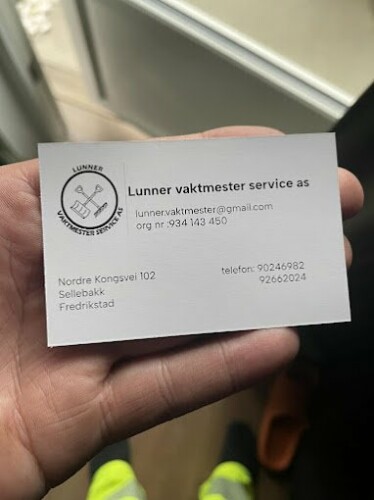 LUNNER
VAKTMESTER SERVICE AS
Lunner vaktmester service as
lunner.vaktmester@gmail.com
org nr :934 143 450
Nordre Kongsvei 102
Sellebakk
Fredrikstad
telefon: 90246982
92662024